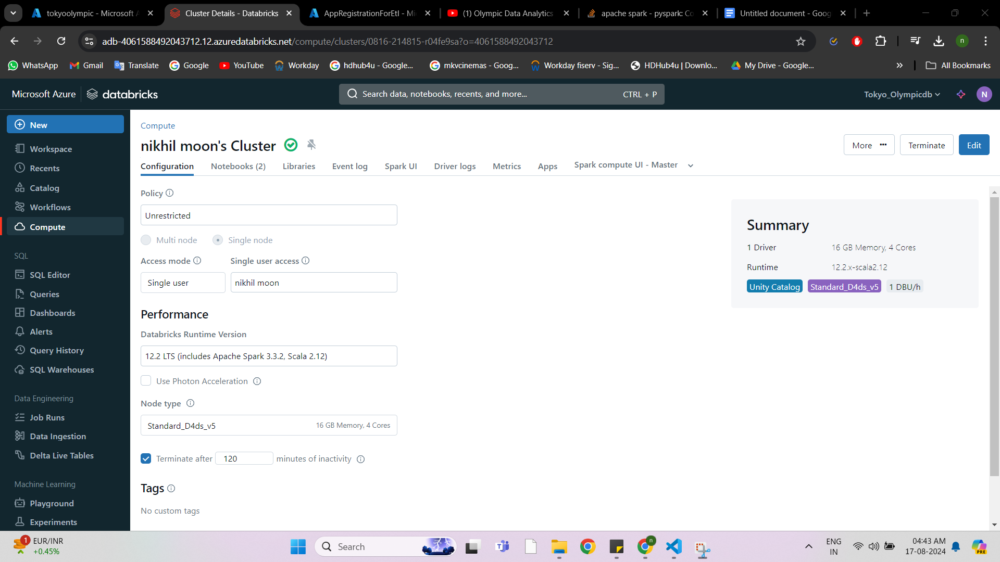 tokyoolympic - Microsoft A
Cluster Details - Databricks
AppRegistrationForEtl - Mi
(1) Olympic Data Analytics
apache spark - pyspark: Co
Untitled document - Goog
adb-4061588492043712.12.azuredatabricks.net/compute/clusters/0816-214815-r04fe9sa?o=4061588492043712
n
WhatsApp
Gmail
Translate
Google
YouTube
Workday
hdhub4u - Google...
mkvcinemas - Goog...
Workday fiserv - Sig...
HDHub4u | Downlo...
My Drive - Google...
All Bookmarks
Microsoft Azure
databricks
Search data, notebooks, recents, and more...
CTRL + P
Tokyo_Olympicdb
N
New
Workspace
Recents
Catalog
Workflows
Compute
SQL
SQL Editor
Queries
Dashboards
Alerts
Query History
SQL Warehouses
Data Engineering
Job Runs
Data Ingestion
Delta Live Tables
Machine Learning
Playground
Experiments
Compute
nikhil moon's Cluster
More
Terminate
Edit
Configuration
Notebooks (2)
Libraries
Event log
Spark UI
Driver logs
Metrics
Apps
Spark compute UI - Master
Policy
Unrestricted
Multi node
Single node
Access mode
Single user access
Single user
nikhil moon
Performance
Databricks Runtime Version
12.2 LTS (includes Apache Spark 3.3.2, Scala 2.12)
Use Photon Acceleration
Node type
Standard_D4ds_v5
16 GB Memory, 4 Cores
Terminate after
120
minutes of inactivity
Tags
No custom tags
Summary
1 Driver
16 GB Memory, 4 Cores
Runtime
12.2.x-scala2.12
Unity Catalog
Standard_D4ds_v5
1 DBU/h
1
EUR/INR
+0.45%
Search
n
ENG
IN
04:43 AM
17-08-2024
PRE